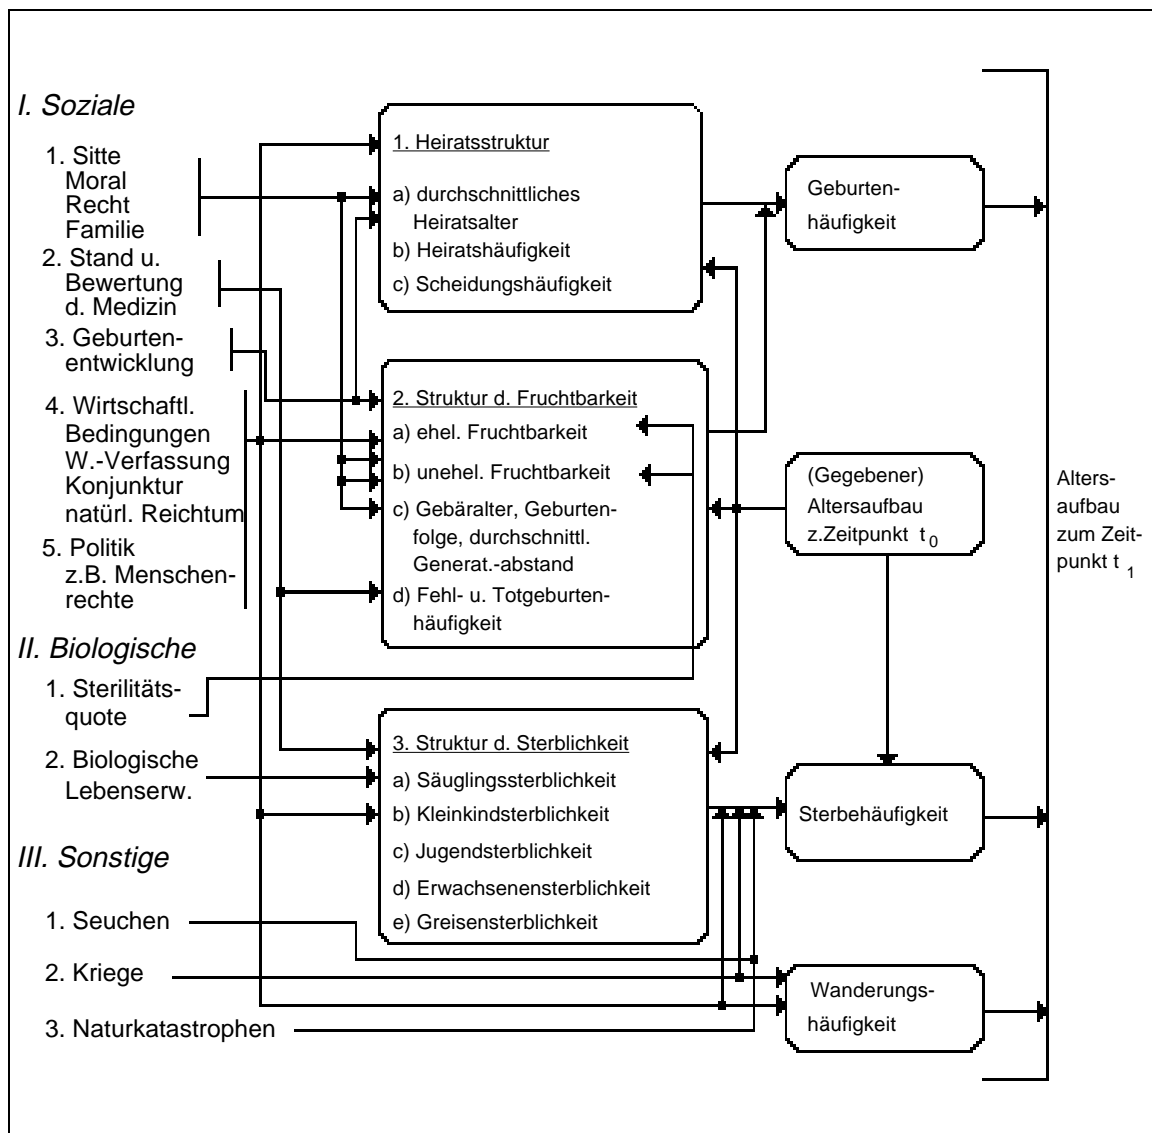 I. Soziale
1. Sitte
Moral
Recht
Familie
2. Stand u.
Bewertung
d. Medizin
3. Geburten-
entwicklung
4. Wirtschaftl.
Bedingungen
W.-Verfassung
Konjunktur
natürl. Reichtum
5. Politik
z.B. Menschen-
rechte
II. Biologische
1. Sterilitäts-
quote
2. Biologische
Lebenserw.
III. Sonstige
1. Seuchen
2. Kriege
3. Naturkatastrophen
1. Heiratsstruktur
a) durchschnittliches
Heiratsalter
b) Heiratshäufigkeit
c) Scheidungshäufigkeit
2. Struktur d. Fruchtbarkeit
a) ehel. Fruchtbarkeit
b) unehel. Fruchtbarkeit
c) Gebäralter, Geburten-
folge, durchschnittl.
Generat.-abstand
d) Fehl- u. Totgeburten-
häufigkeit
3. Struktur d. Sterblichkeit
a) Säuglingssterblichkeit
b) Kleinkindsterblichkeit
c) Jugendsterblichkeit
d) Erwachsenensterblichkeit
e) Greisensterblichkeit
Geburten-
häufigkeit
(Gegebener)
Altersaufbau
z.Zeitpunkt t0
Sterbehäufigkeit
Wanderungs-
häufigkeit
Alters-
aufbau
zum Zeit-
punkt t1